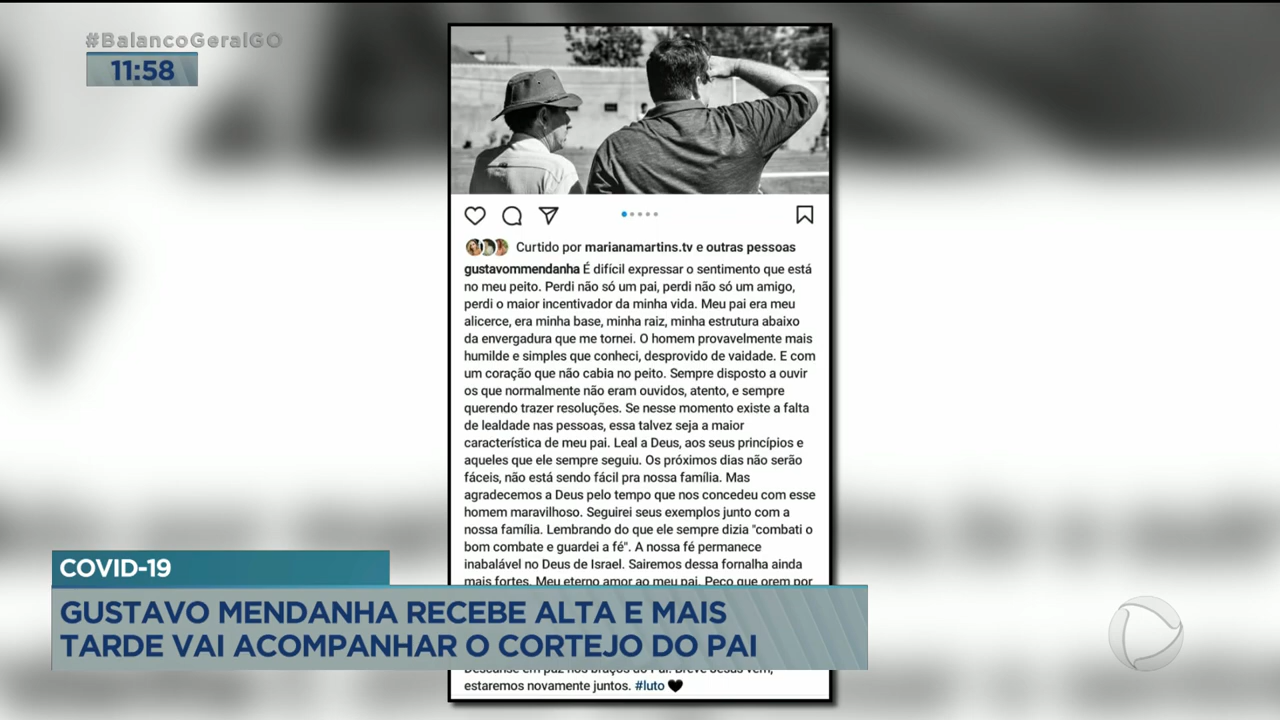 #BalancoGeralGO
11:58
Curtido por marianamartins.tv e outras pessoas
gustavommendanha É difícil expressar o sentimento que está
no meu peito. Perdi não só um pai, perdi não só um amigo,
perdi o maior incentivador da minha vida. Meu pai era meu
alicerce, era minha base, minha raiz, minha estrutura abaixo
da envergadura que me tornei. O homem provavelmente mais
humilde e simples que conheci, desprovido de vaidade. E com
um coração que não cabia no peito. Sempre disposto a ouvir
os que normalmente não eram ouvidos, atento, e sempre
querendo trazer resoluções. Se nesse momento existe a falta
de lealdade nas pessoas, essa talvez seja a maior
característica de meu pai. Leal a Deus, aos seus princípios e
aqueles que ele sempre seguiu. Os próximos dias não serão
fáceis, não está sendo fácil pra nossa família. Mas
agradecemos a Deus pelo tempo que nos concedeu com esse
homem maravilhoso. Seguirei seus exemplos junto com a
nossa família. Lembrando do que ele sempre dizia "combati o
bom combate e guardei a fé". A nossa fé permanece
inabalável no Deus de Israel. Sairemos dessa fornalha ainda
mais fortes. Meu eterno amor ao meu pai. Peço que orem por
COVID-19
GUSTAVO MENDANHA RECEBE ALTA E MAIS
TARDE VAI ACOMPANHAR O CORTEJO DO PAI
Descanse em paz nos braços do Pai. Breve Jesus vem,
estaremos novamente juntos. #luto 🖤